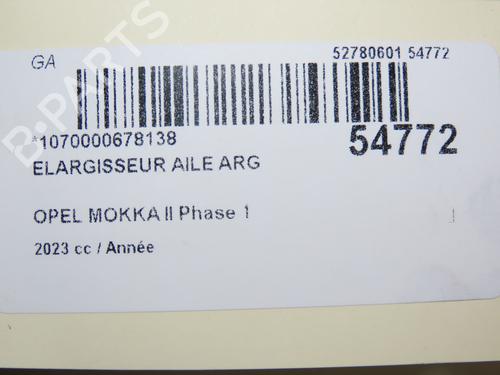 GA
52780601 54772
*1070000678138
54772
ELARGISSEUR AILE ARG
OPEL MOKKA II Phase 1
2023 cc / Année
B-PARTS